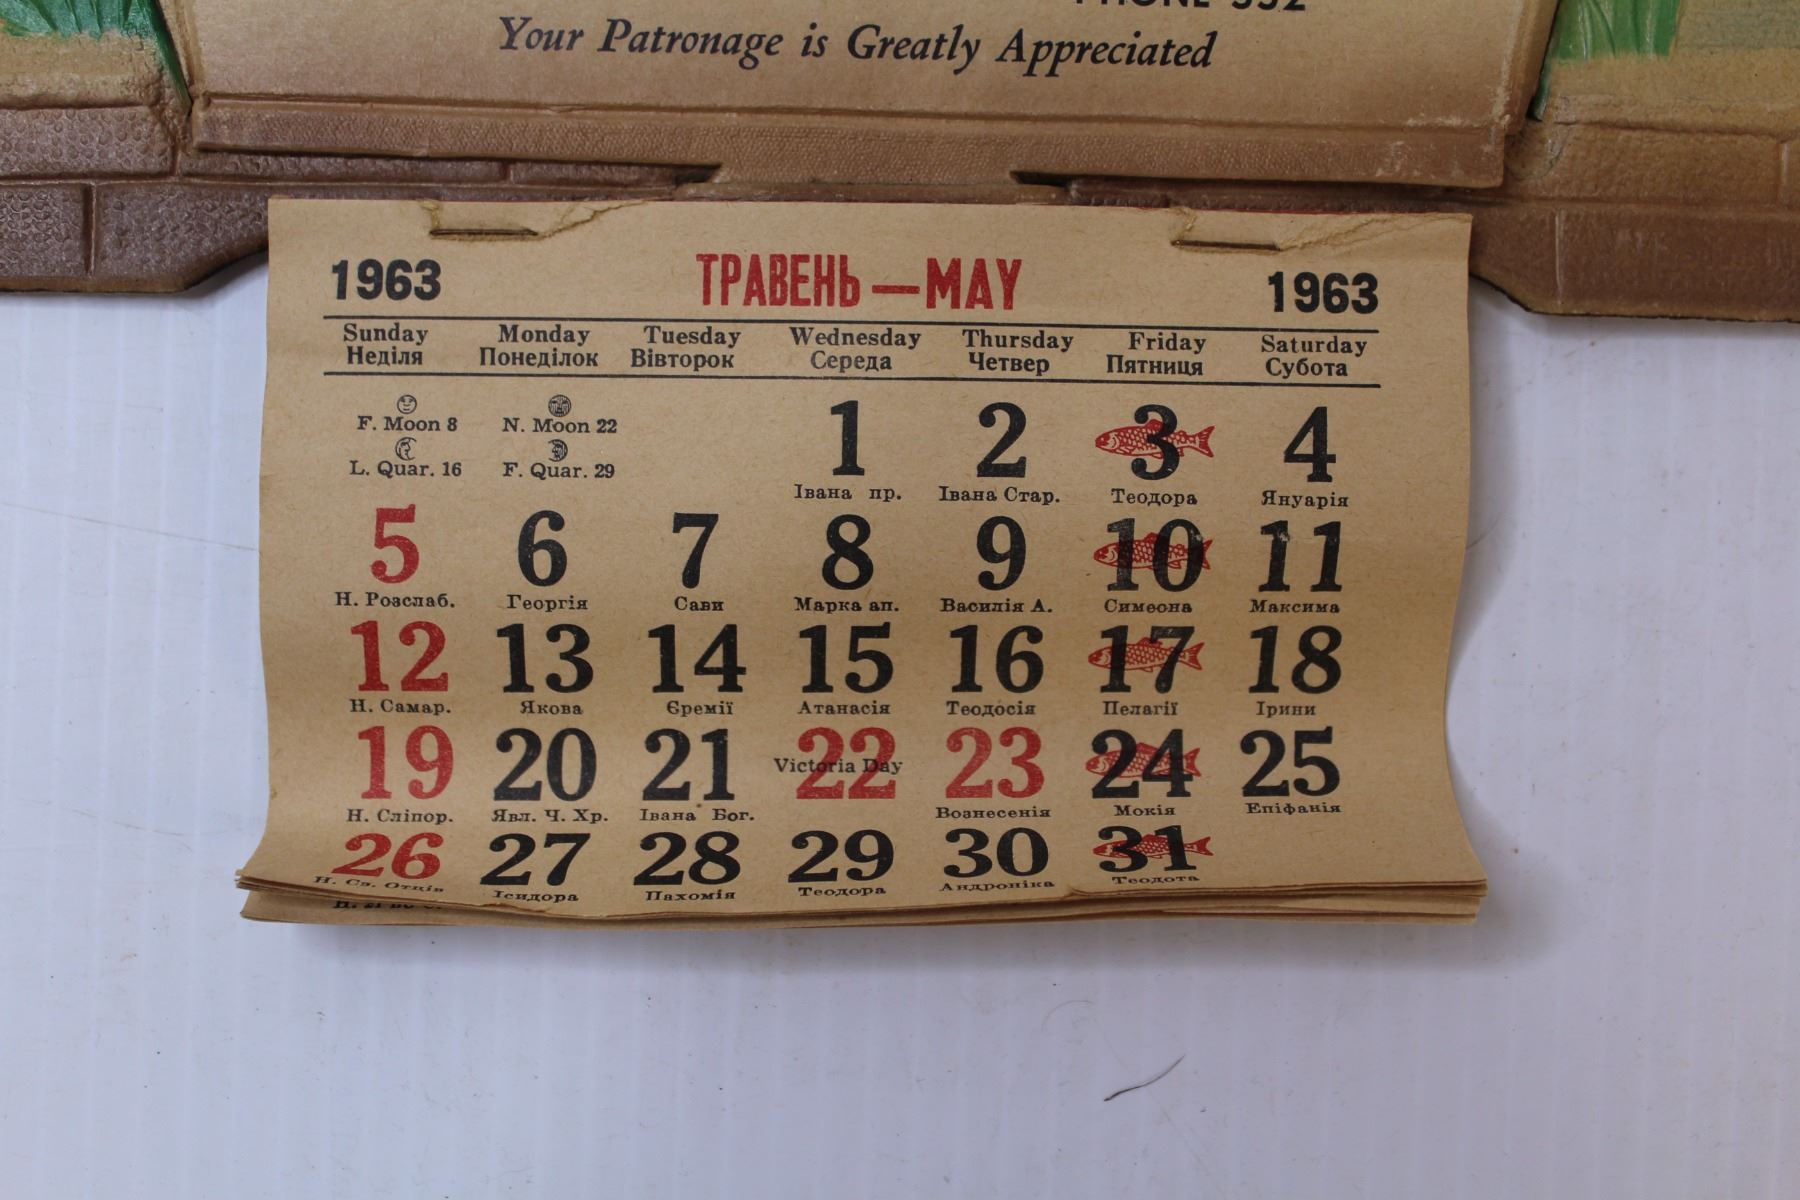 PHONE 332
Your Patronage is Greatly Appreciated
1963 ТРАВЕНЬ — MAY 1963
Sunday Monday Tuesday Wednesday Thursday Friday Saturday
Неділя Понеділок Вівторок Середа Четвер Пятниця Субота
F. Moon 8 N. Moon 22
L. Quar. 16 F. Quar. 29
1 2 3 4
Івана пр. Івана Стар. Теодора Януарія
5 6 7 8 9 10 11
Н. Розслаб. Георгія Сави Марка ап. Василія А. Симеона Максима
12 13 14 15 16 17 18
Н. Самар. Якова Єремії Атанасія Теодосія Пелагії Ірини
19 20 21 22 23 24 25
Victoria Day
Н. Сліпор. Явл. Ч. Хр. Івана Бог. Вознесенія Мокія Епіфанія
26 27 28 29 30 31
Н. Св. Отців Ісидора Пахомія Теодора Андроніка Теодота